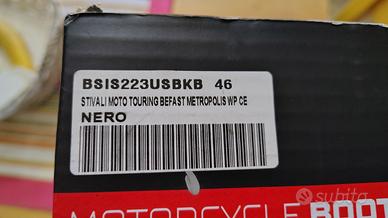 BSIS223USBKB 46
STIVALI MOTO TOURING BEFAST METROPOLIS WP CE
NERO
subito
MOTORCYCLE BOOT